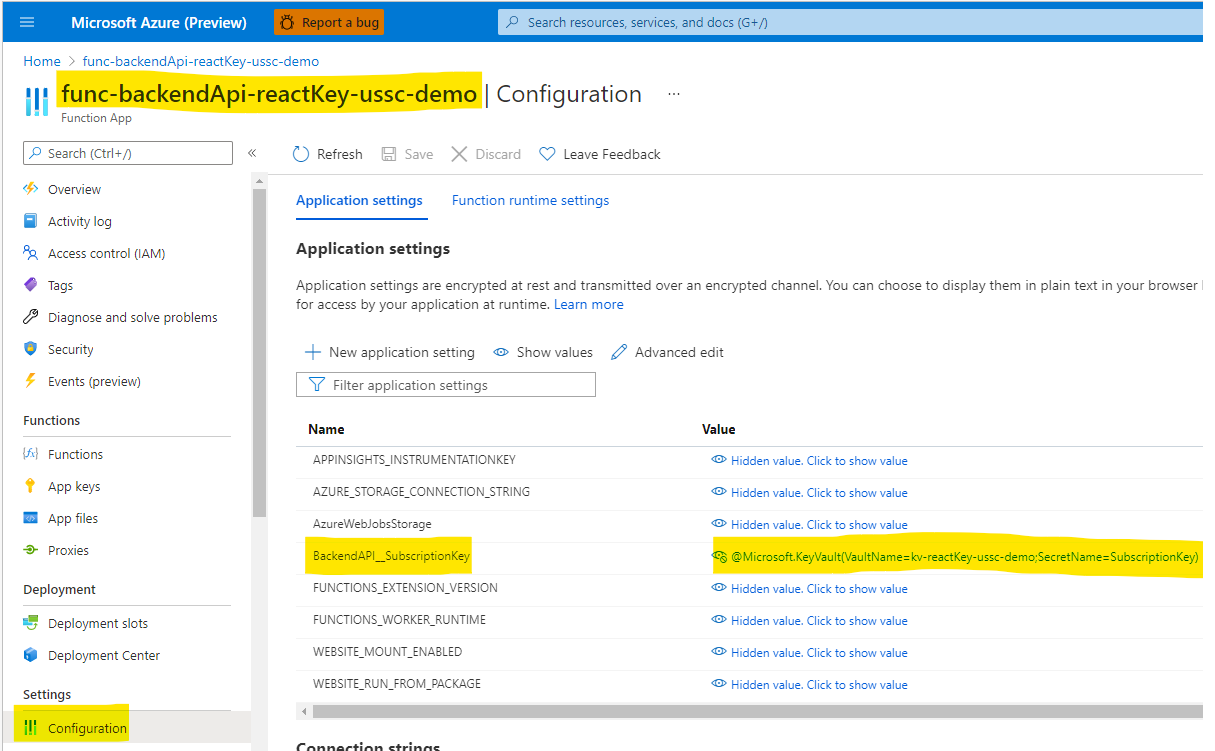 Microsoft Azure (Preview)
Report a bug
Search resources, services, and docs (G+/)
Home > func-backendApi-reactKey-ussc-demo
func-backendApi-reactKey-ussc-demo | Configuration ...
Function App
Search (Ctrl+/)
«
Refresh
Save
Discard
Leave Feedback
Overview
Activity log
Access control (IAM)
Tags
Diagnose and solve problems
Security
Events (preview)
Functions
Functions
App keys
App files
Proxies
Deployment
Deployment slots
Deployment Center
Settings
Configuration
Application settings
Function runtime settings
Application settings
Application settings are encrypted at rest and transmitted over an encrypted channel. You can choose to display them in plain text in your browser
for access by your application at runtime. Learn more
New application setting
Show values
Advanced edit
Filter application settings
Name Value
APPINSIGHTS_INSTRUMENTATIONKEY Hidden value. Click to show value
AZURE_STORAGE_CONNECTION_STRING Hidden value. Click to show value
AzureWebJobsStorage Hidden value. Click to show value
BackendAPI__SubscriptionKey @Microsoft.KeyVault(VaultName=kv-reactKey-ussc-demo;SecretName=SubscriptionKey)
FUNCTIONS_EXTENSION_VERSION Hidden value. Click to show value
FUNCTIONS_WORKER_RUNTIME Hidden value. Click to show value
WEBSITE_MOUNT_ENABLED Hidden value. Click to show value
WEBSITE_RUN_FROM_PACKAGE Hidden value. Click to show value
Connection strings